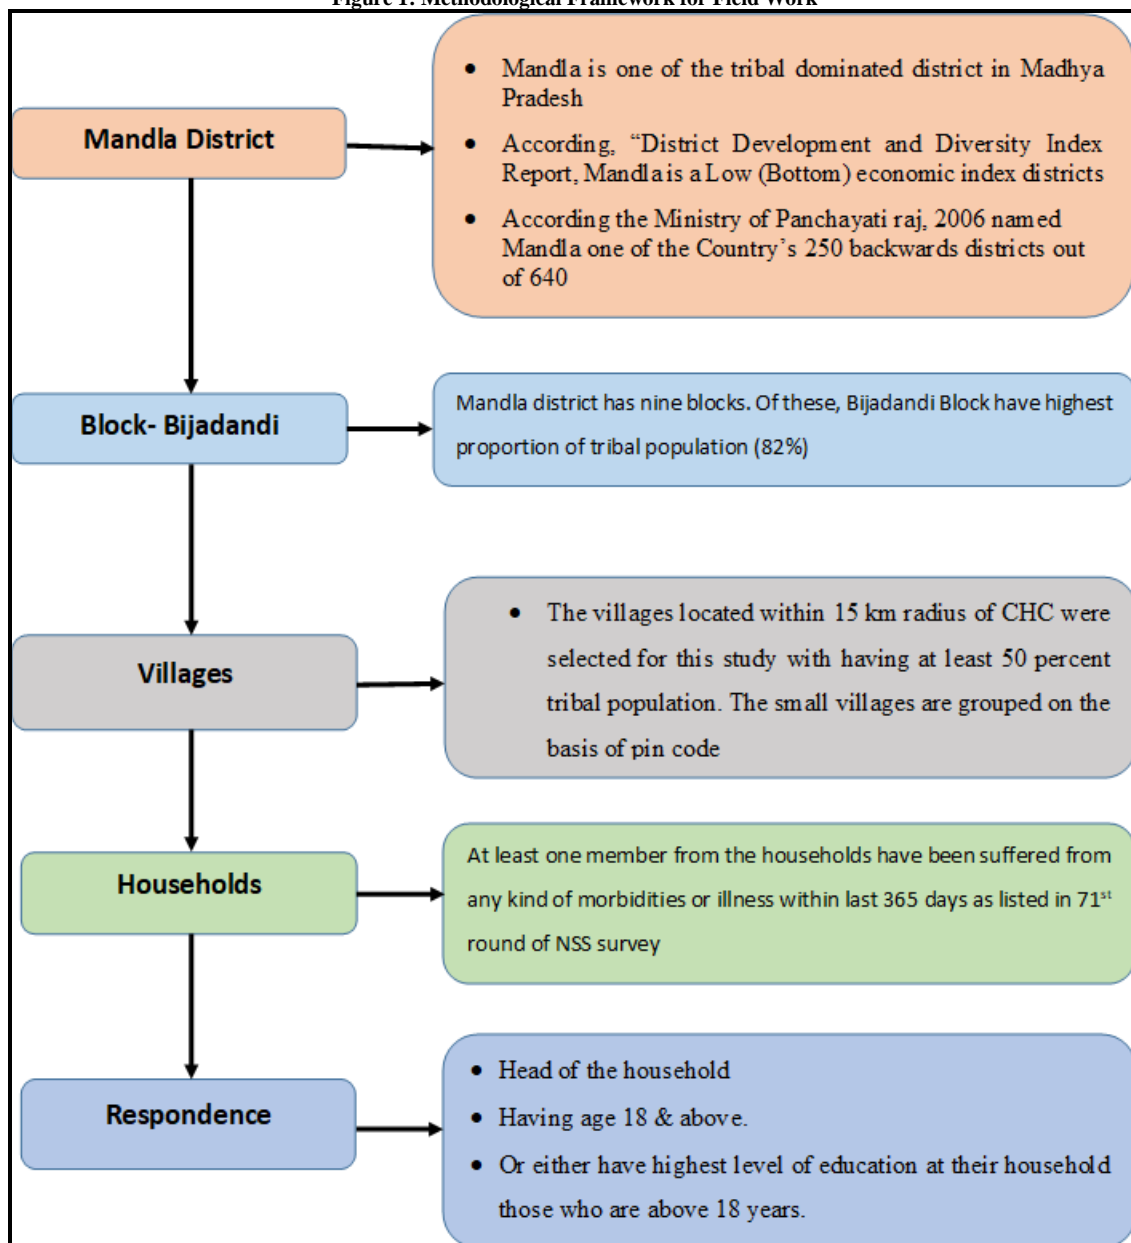 Figure 1: Methodological Framework for Field Work
Mandla District
• Mandla is one of the tribal dominated district in Madhya
Pradesh
• According, “District Development and Diversity Index
Report, Mandla is a Low (Bottom) economic index districts
• According the Ministry of Panchayati raj, 2006 named
Mandla one of the Country’s 250 backwards districts out
of 640
Block- Bijadandi
Mandla district has nine blocks. Of these, Bijadandi Block have highest
proportion of tribal population (82%)
Villages
• The villages located within 15 km radius of CHC were
selected for this study with having at least 50 percent
tribal population. The small villages are grouped on the
basis of pin code
Households
At least one member from the households have been suffered from
any kind of morbidities or illness within last 365 days as listed in 71st
round of NSS survey
Respondence
• Head of the household
• Having age 18 & above.
• Or either have highest level of education at their household
those who are above 18 years.